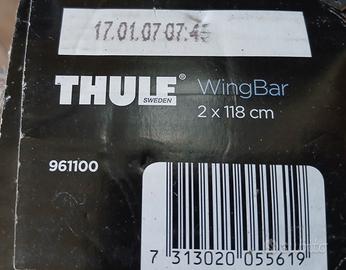 17.01.07 07:45
THULE®
SWEDEN
WingBar
2 x 118 cm
961100
7 313020 055619